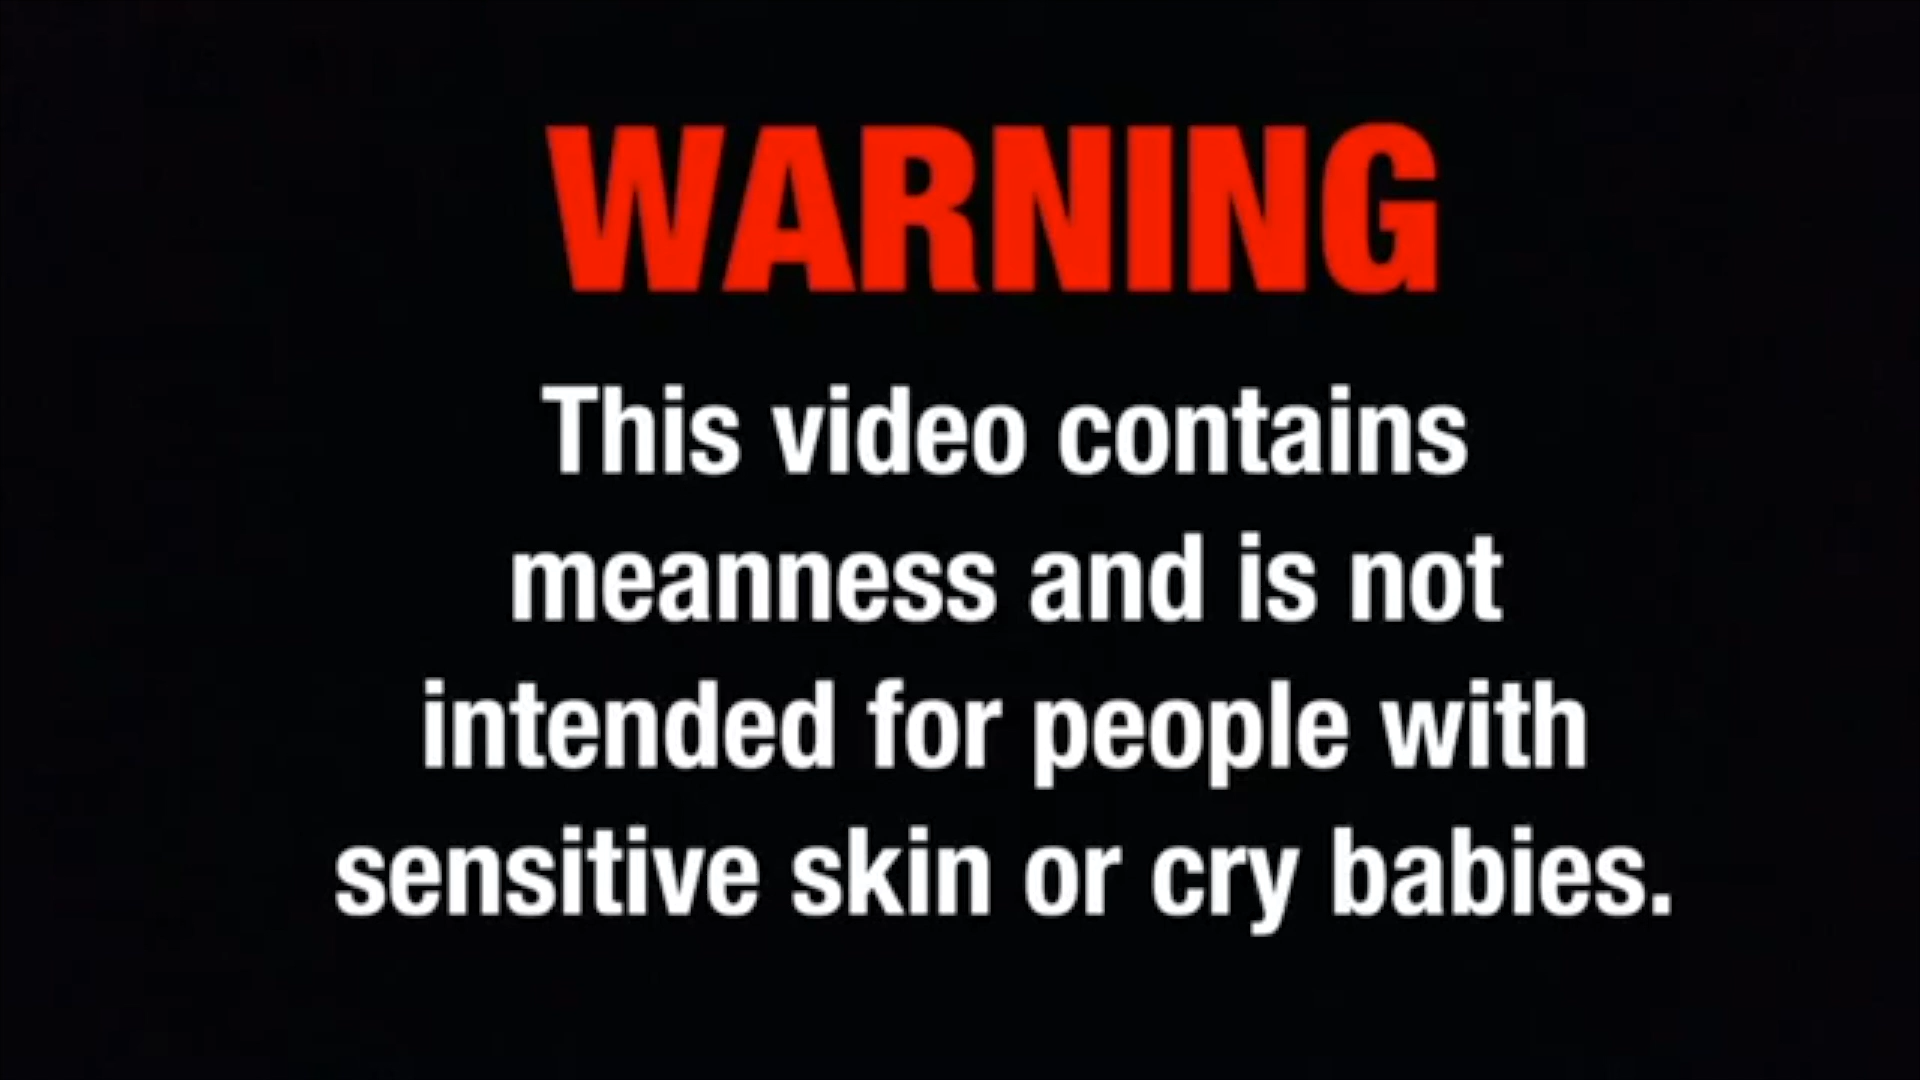 WARNING
This video contains
meanness and is not
intended for people with
sensitive skin or cry babies.